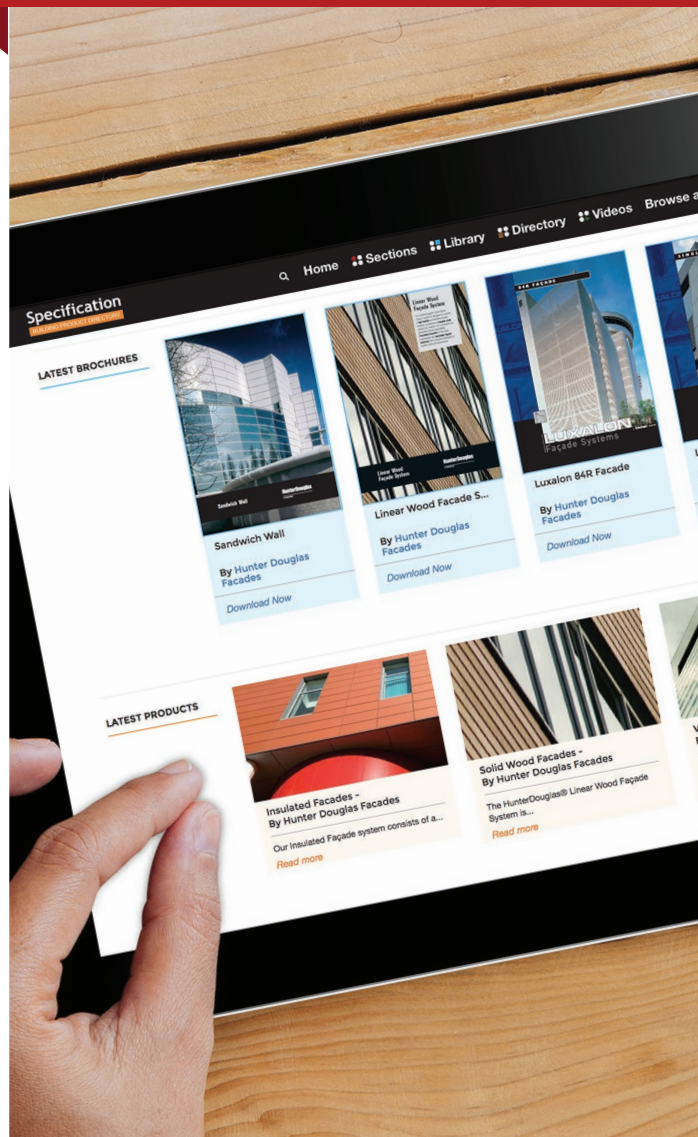 Home Sections Library Directory Videos Browse
Specification
BUILDING PRODUCT DIRECTORY
LATEST BROCHURES
Sandwich Wall
HunterDouglas
Sandwich Wall
By Hunter Douglas
Facades
Download Now
Linear Wood
Façade System
Linear Wood
Façade System
HunterDouglas
Linear Wood Facade S...
By Hunter Douglas
Facades
Download Now
84R FAÇADE
LUXALON
Façade Systems
Luxalon 84R Facade
By Hunter Douglas
Facades
Download Now
LATEST PRODUCTS
Insulated Facades -
By Hunter Douglas Facades
Our Insulated Façade system consists of a...
Read more
Solid Wood Facades -
By Hunter Douglas Facades
The HunterDouglas® Linear Wood Façade
System is...
Read more